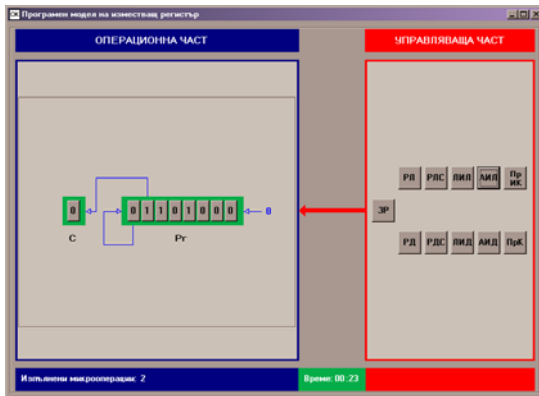 Програмен модел на изместващ регистър
ОПЕРАЦИОННА ЧАСТ
УПРАВЛЯВАЩА ЧАСТ
РЛ РЛС ЛИЛ АИЛ Пр ИК
0 0 1 1 0 1 0 0 0 0
ЗР
C Рг
РД РДС ЛИД АИД ПрК
Изпълнени микрооперации: 2 Време: 00:23